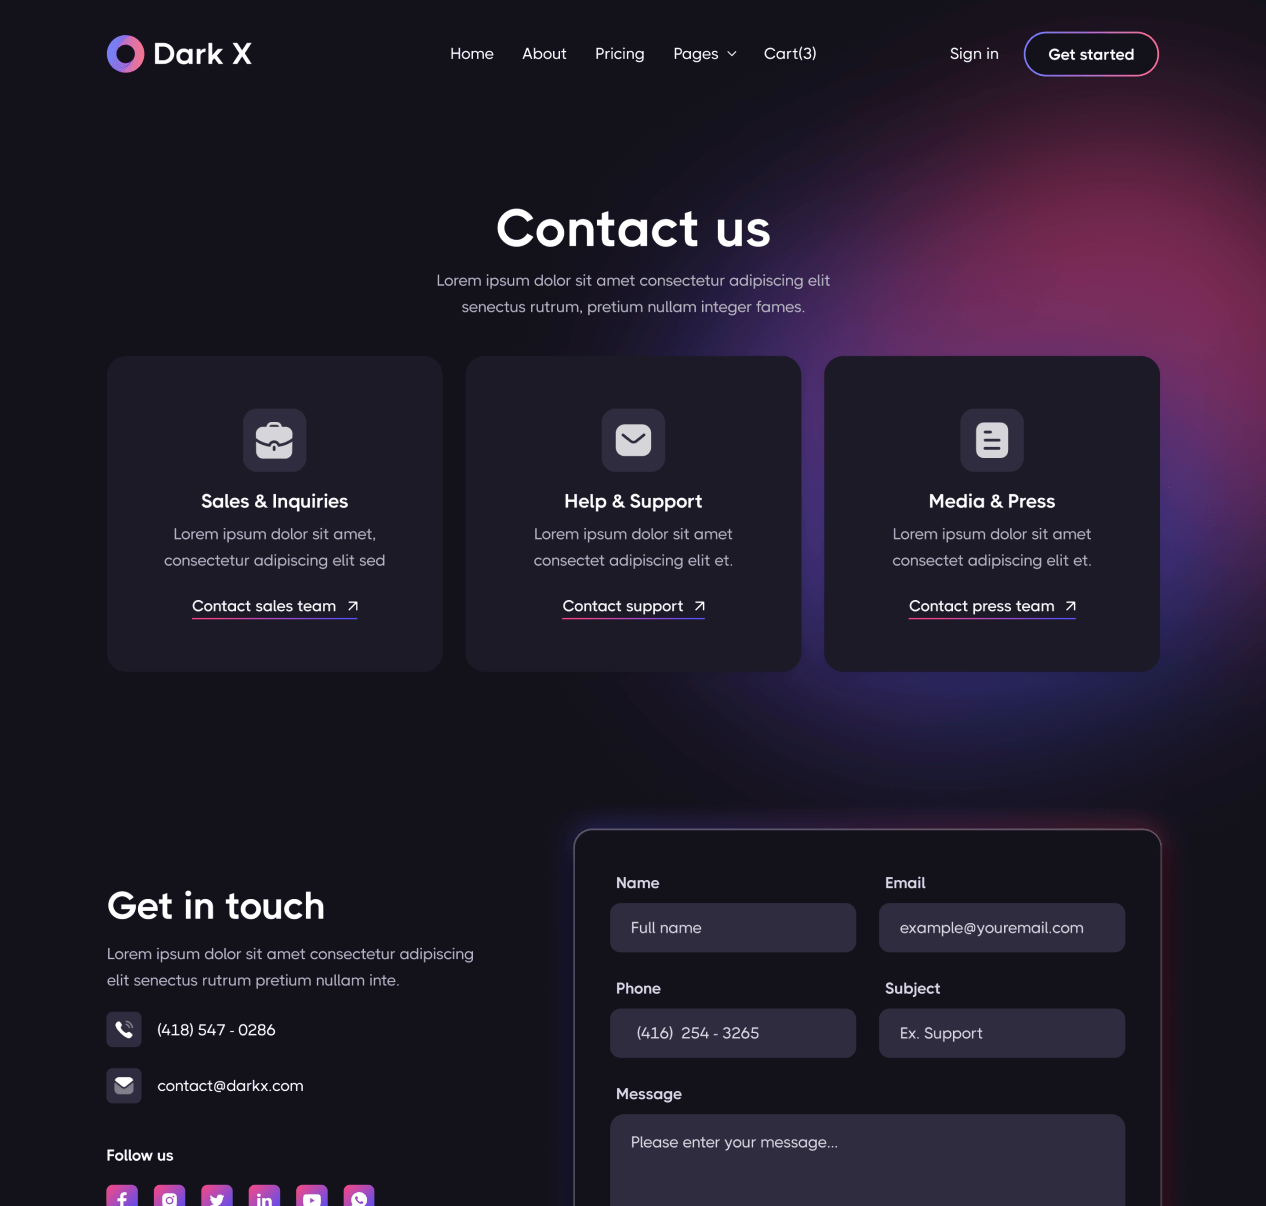 Dark X
Home About Pricing Pages Cart(3) Sign in Get started
Contact us
Lorem ipsum dolor sit amet consectetur adipiscing elit
senectus rutrum, pretium nullam integer fames.
Sales & Inquiries
Lorem ipsum dolor sit amet,
consectetur adipiscing elit sed
Contact sales team
Help & Support
Lorem ipsum dolor sit amet
consectet adipiscing elit et.
Contact support
Media & Press
Lorem ipsum dolor sit amet
consectet adipiscing elit et.
Contact press team
Get in touch
Lorem ipsum dolor sit amet consectetur adipiscing
elit senectus rutrum pretium nullam inte.
(418) 547 - 0286
contact@darkx.com
Follow us
Name
Full name
Email
example@youremail.com
Phone
(416) 254 - 3265
Subject
Ex. Support
Message
Please enter your message...